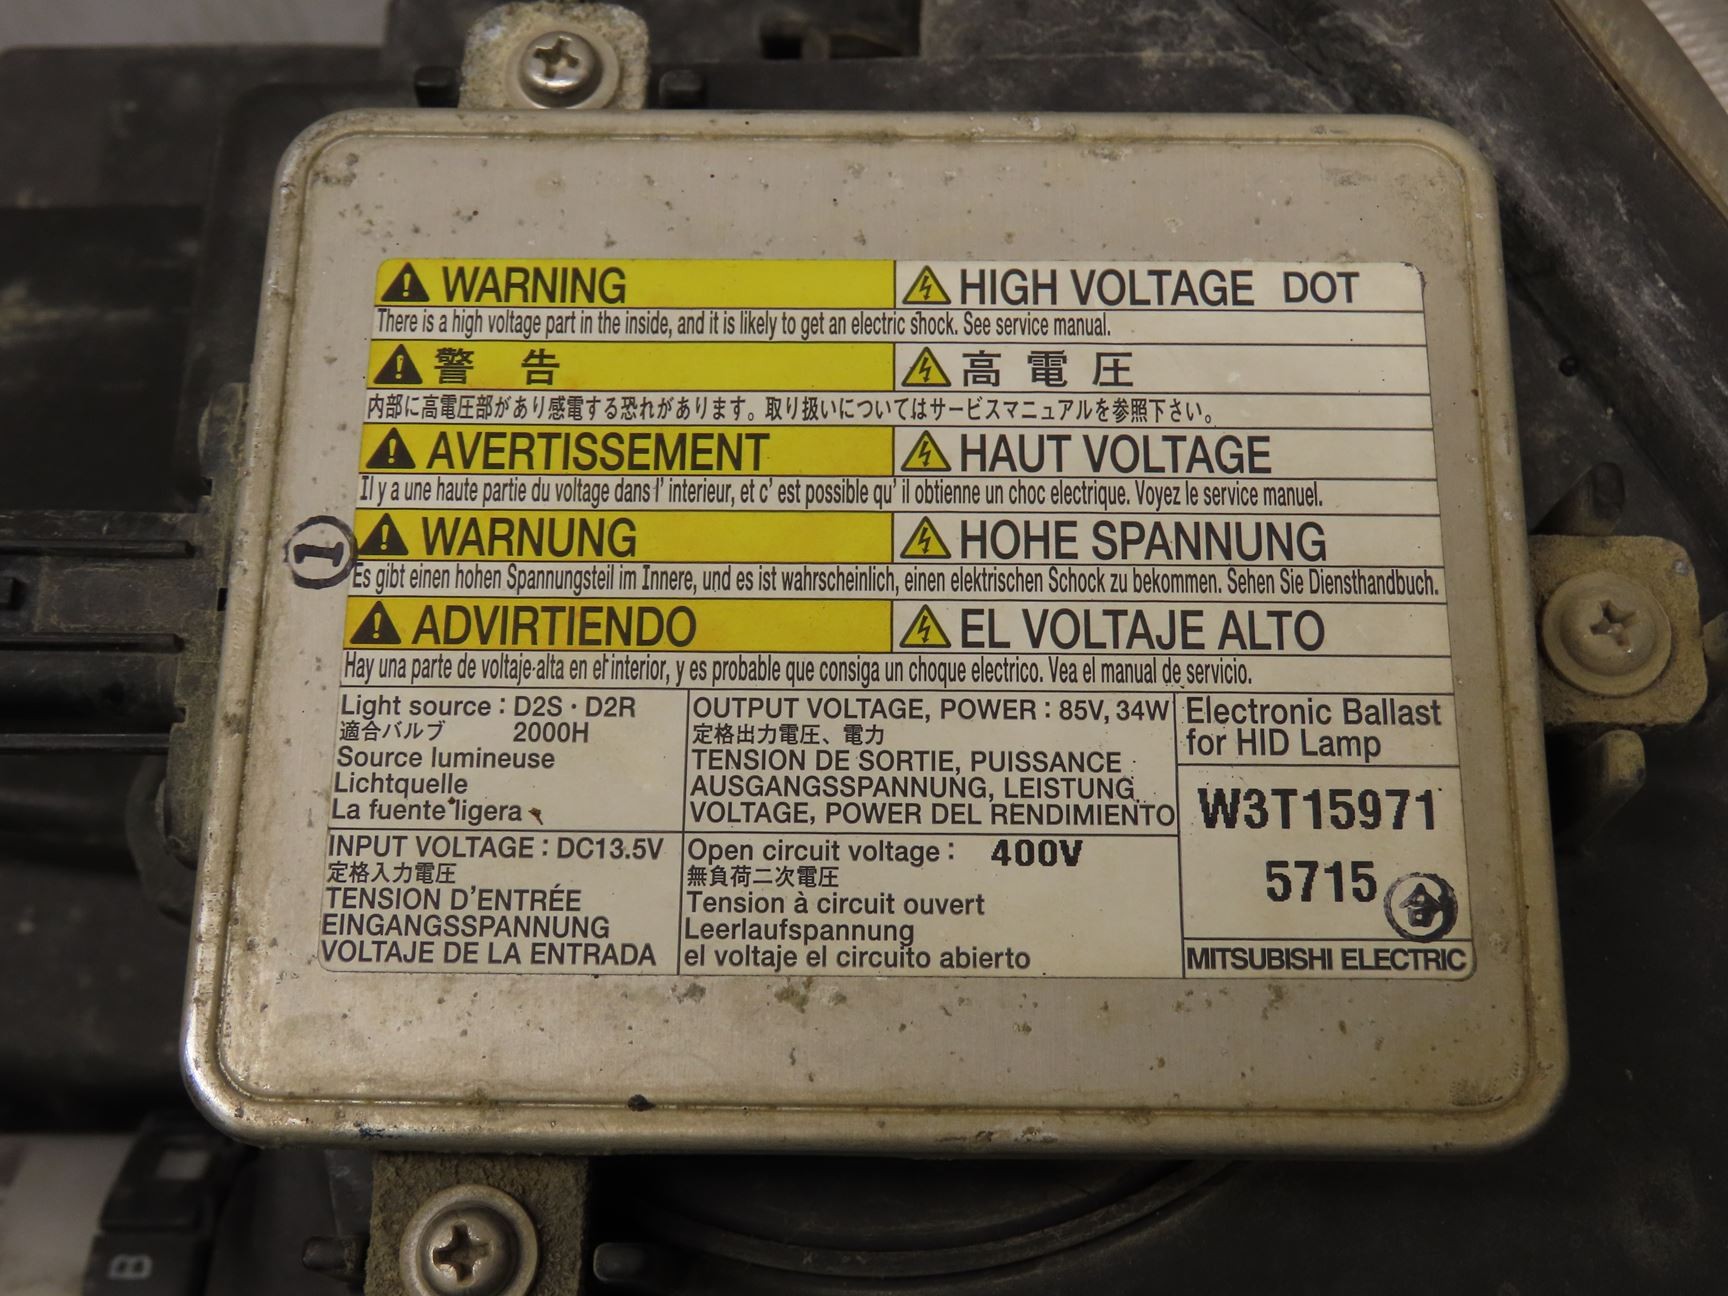 WARNING HIGH VOLTAGE DOT
There is a high voltage part in the inside, and it is likely to get an electric shock. See service manual.
警 告 高 電 圧
内部に高電圧部があり感電する恐れがあります。取り扱いについてはサービスマニュアルを参照下さい。
AVERTISSEMENT HAUT VOLTAGE
Il y a une haute partie du voltage dans l' interieur, et c' est possible qu' il obtienne un choc electrique. Voyez le service manuel.
1
WARNUNG HOHE SPANNUNG
Es gibt einen hohen Spannungsteil im Innere, und es ist wahrscheinlich, einen elektrischen Schock zu bekommen. Sehen Sie Diensthandbuch.
ADVIRTIENDO EL VOLTAJE ALTO
Hay una parte de voltaje-alta en el interior, y es probable que consiga un choque electrico. Vea el manual de servicio.
Light source : D2S · D2R
適合バルブ 2000H
Source lumineuse
Lichtquelle
La fuente ligera
OUTPUT VOLTAGE, POWER : 85V, 34W
定格出力電圧、電力
TENSION DE SORTIE, PUISSANCE
AUSGANGSSPANNUNG, LEISTUNG
VOLTAGE, POWER DEL RENDIMIENTO
Electronic Ballast
for HID Lamp
INPUT VOLTAGE : DC13.5V
定格入力電圧
TENSION D'ENTRÉE
EINGANGSSPANNUNG
VOLTAJE DE LA ENTRADA
Open circuit voltage : 400V
無負荷二次電圧
Tension à circuit ouvert
Leerlaufspannung
el voltaje el circuito abierto
W3T15971
5715 合
MITSUBISHI ELECTRIC
B